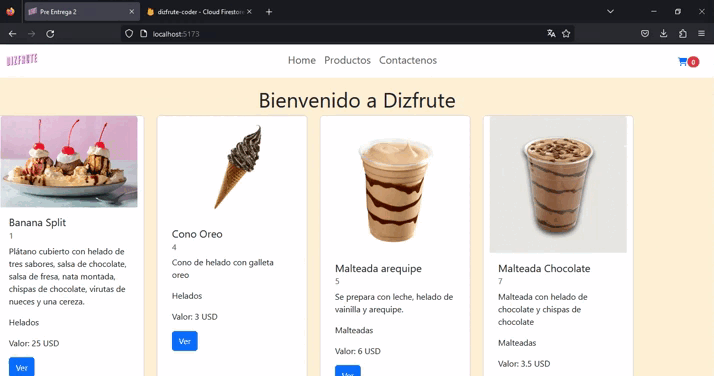 Pre Entrega 2
dizfrute-coder - Cloud Firestore
localhost:5173
DIZFRUTE
Home Productos Contactenos
0
Bienvenido a Dizfrute
Banana Split
1
Plátano cubierto con helado de
tres sabores, salsa de chocolate,
salsa de fresa, nata montada,
chispas de chocolate, virutas de
nueces y una cereza.
Helados
Valor: 25 USD
Ver
Cono Oreo
4
Cono de helado con galleta
oreo
Helados
Valor: 3 USD
Ver
Malteada arequipe
5
Se prepara con leche, helado de
vainilla y arequipe.
Malteadas
Valor: 6 USD
Ver
Malteada Chocolate
7
Malteada con helado de
chocolate y chispas de
chocolate
Malteadas
Valor: 3.5 USD